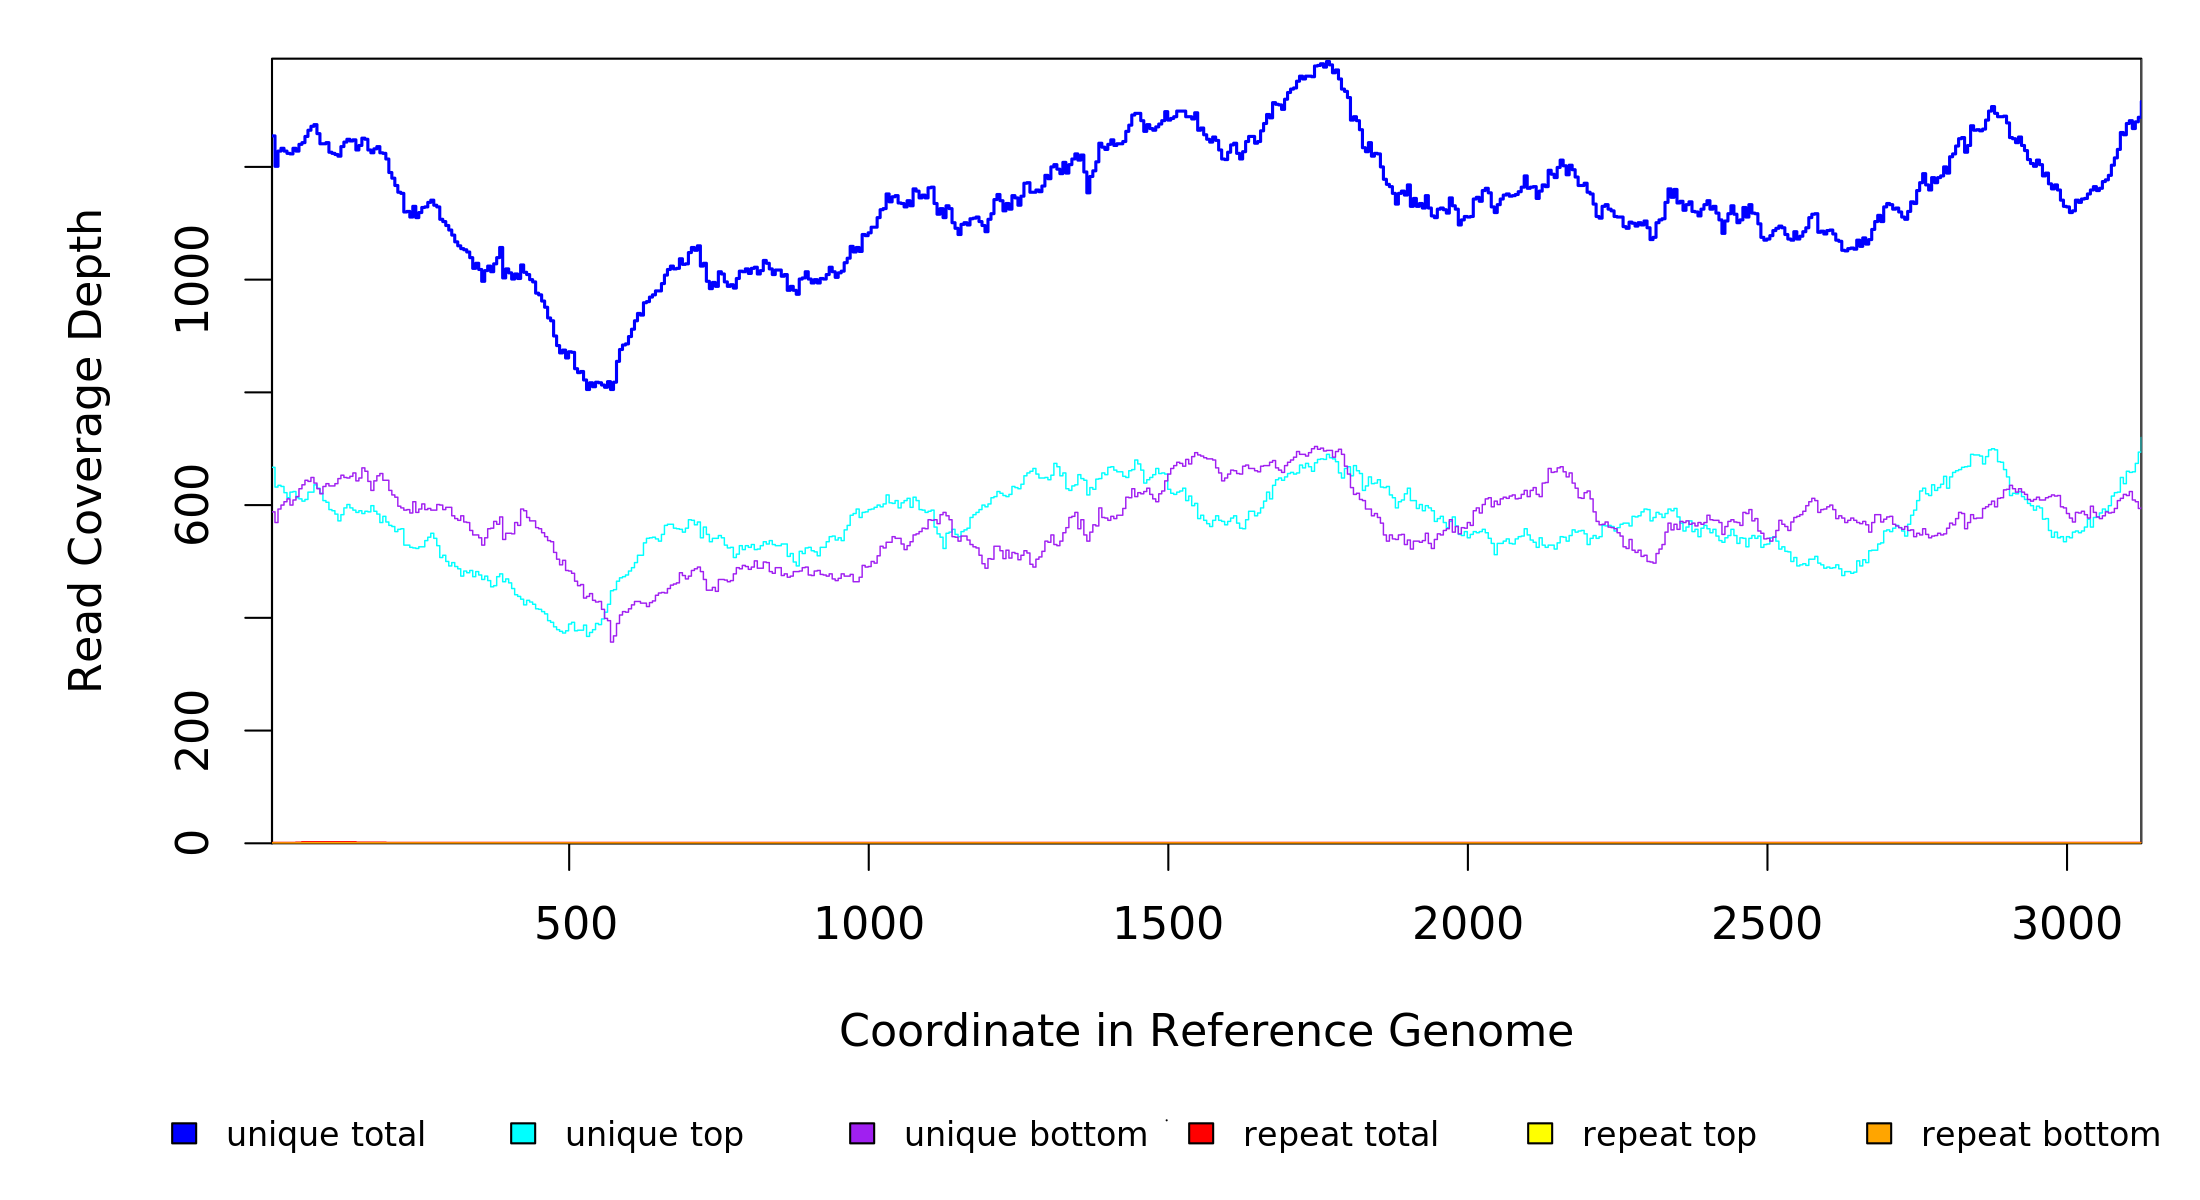 Read Coverage Depth
1000
600
200
0
500 1000 1500 2000 2500 3000
Coordinate in Reference Genome
unique total unique top unique bottom repeat total repeat top repeat bottom